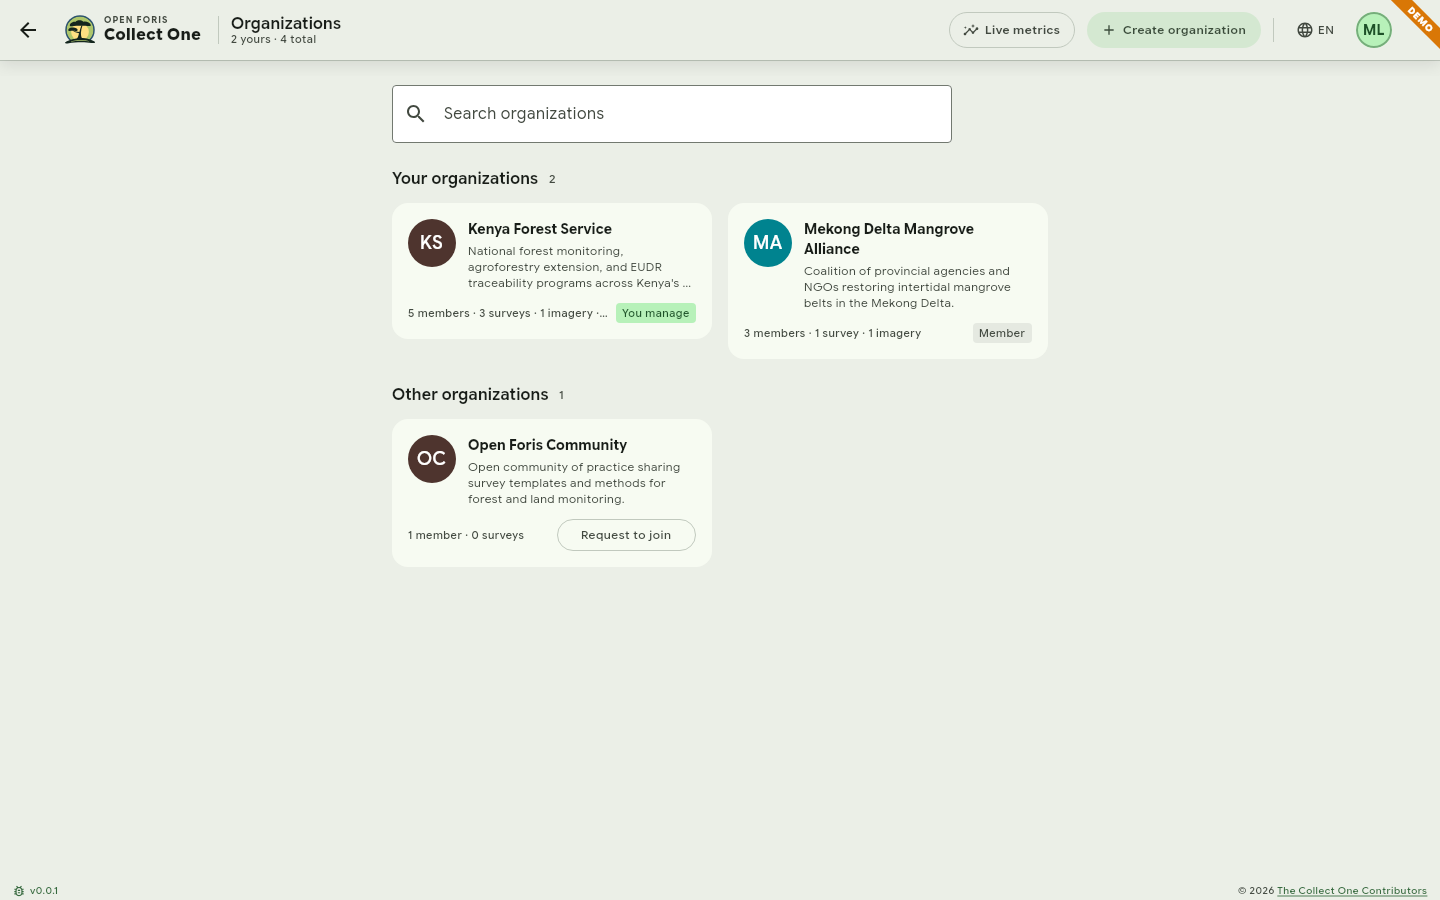 OPEN FORIS
Collect One
Organizations
2 yours · 4 total
Live metrics
Create organization
EN
ML
DEMO
Search organizations
Your organizations 2
KS
Kenya Forest Service
National forest monitoring,
agroforestry extension, and EUDR
traceability programs across Kenya's ...
5 members · 3 surveys · 1 imagery ·...
You manage
MA
Mekong Delta Mangrove
Alliance
Coalition of provincial agencies and
NGOs restoring intertidal mangrove
belts in the Mekong Delta.
3 members · 1 survey · 1 imagery
Member
Other organizations 1
OC
Open Foris Community
Open community of practice sharing
survey templates and methods for
forest and land monitoring.
1 member · 0 surveys
Request to join
v0.0.1
© 2026 The Collect One Contributors